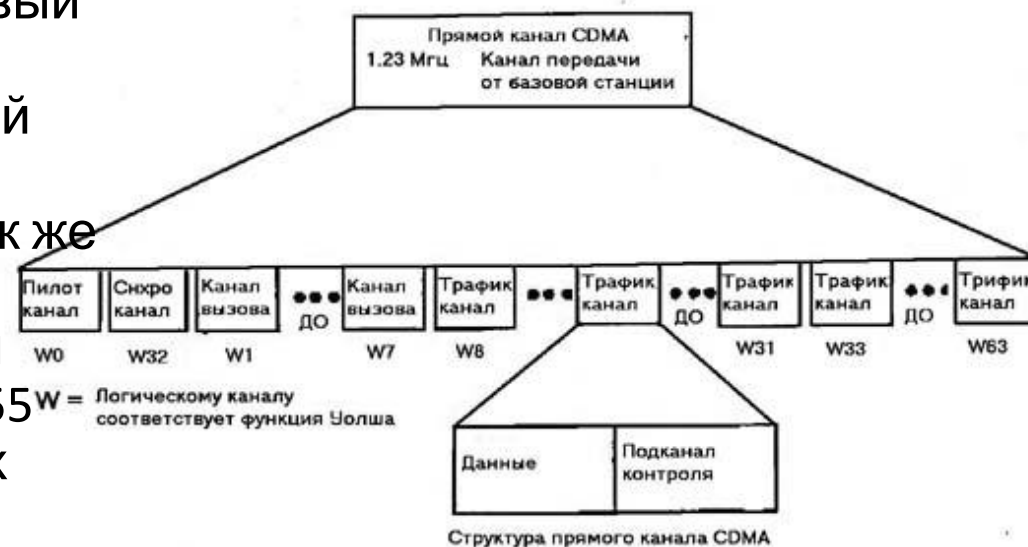 вый
й
к же
55
к
Прямой канал CDMA
1.23 Мгц Канал передачи
от базовой станции
Пилот канал
Снхро канал
Канал вызова
ДО
Канал вызова
Трафик канал
Трафик канал
ДО
Трафик канал
Трафик канал
ДО
Трифик канал
W0 W32 W1 W7 W8 W31 W33 W63
W = Логическому каналу
соответствует функция Уолша
Данные
Подканал
контроля
Структура прямого канала CDMA